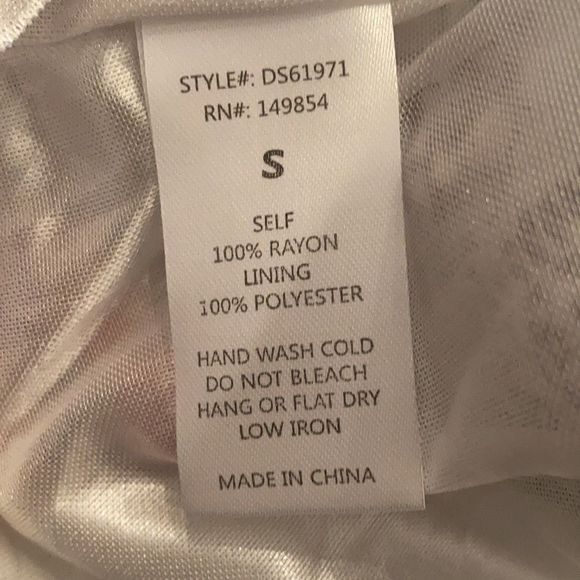 STYLE#: DS61971
RN#: 149854
S
SELF
100% RAYON
LINING
100% POLYESTER
HAND WASH COLD
DO NOT BLEACH
HANG OR FLAT DRY
LOW IRON
MADE IN CHINA